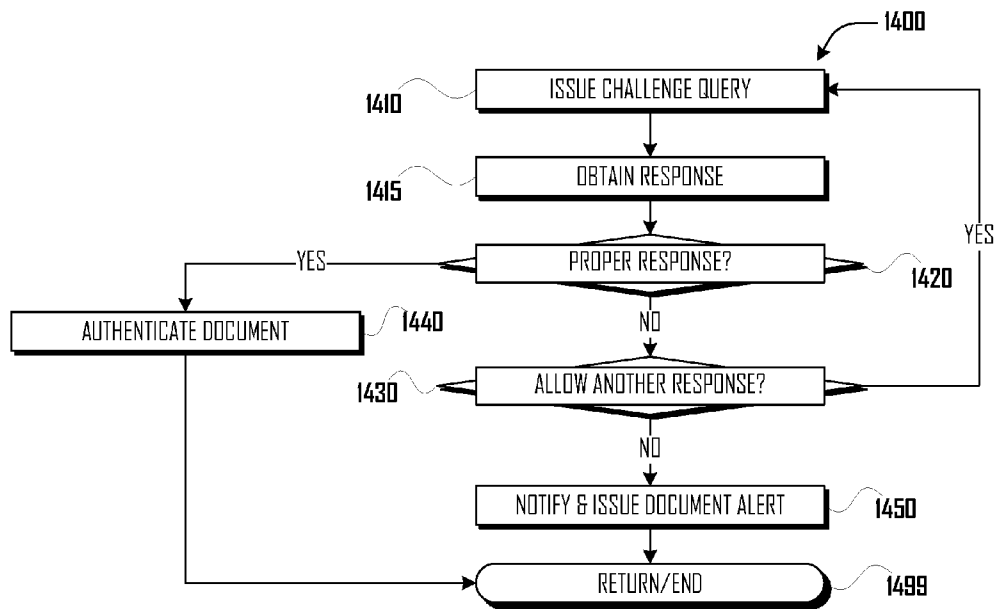 1400
ISSUE CHALLENGE QUERY
1410
OBTAIN RESPONSE
1415
YES
YES
PROPER RESPONSE?
1420
AUTHENTICATE DOCUMENT
1440
NO
ALLOW ANOTHER RESPONSE?
1430
NO
NOTIFY & ISSUE DOCUMENT ALERT
1450
RETURN/END
1499